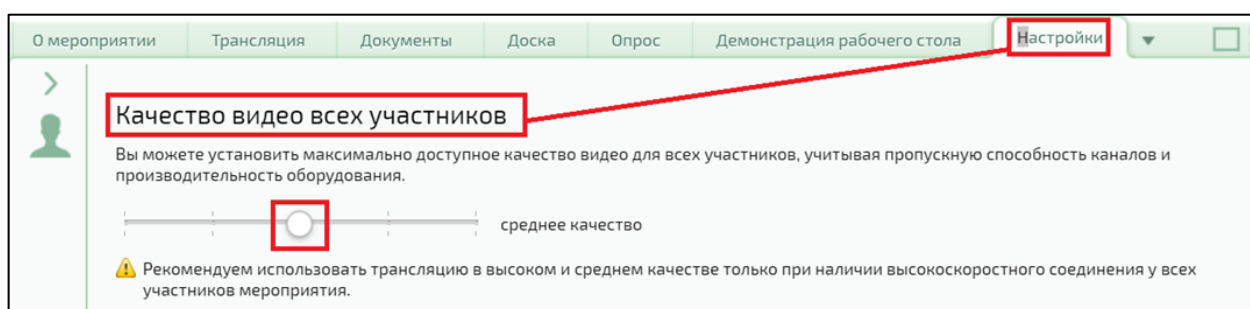 О мероприятии Трансляция Документы Доска Опрос Демонстрация рабочего стола Настройки
Качество видео всех участников
Вы можете установить максимально доступное качество видео для всех участников, учитывая пропускную способность каналов и
производительность оборудования.
среднее качество
Рекомендуем использовать трансляцию в высоком и среднем качестве только при наличии высокоскоростного соединения у всех
участников мероприятия.